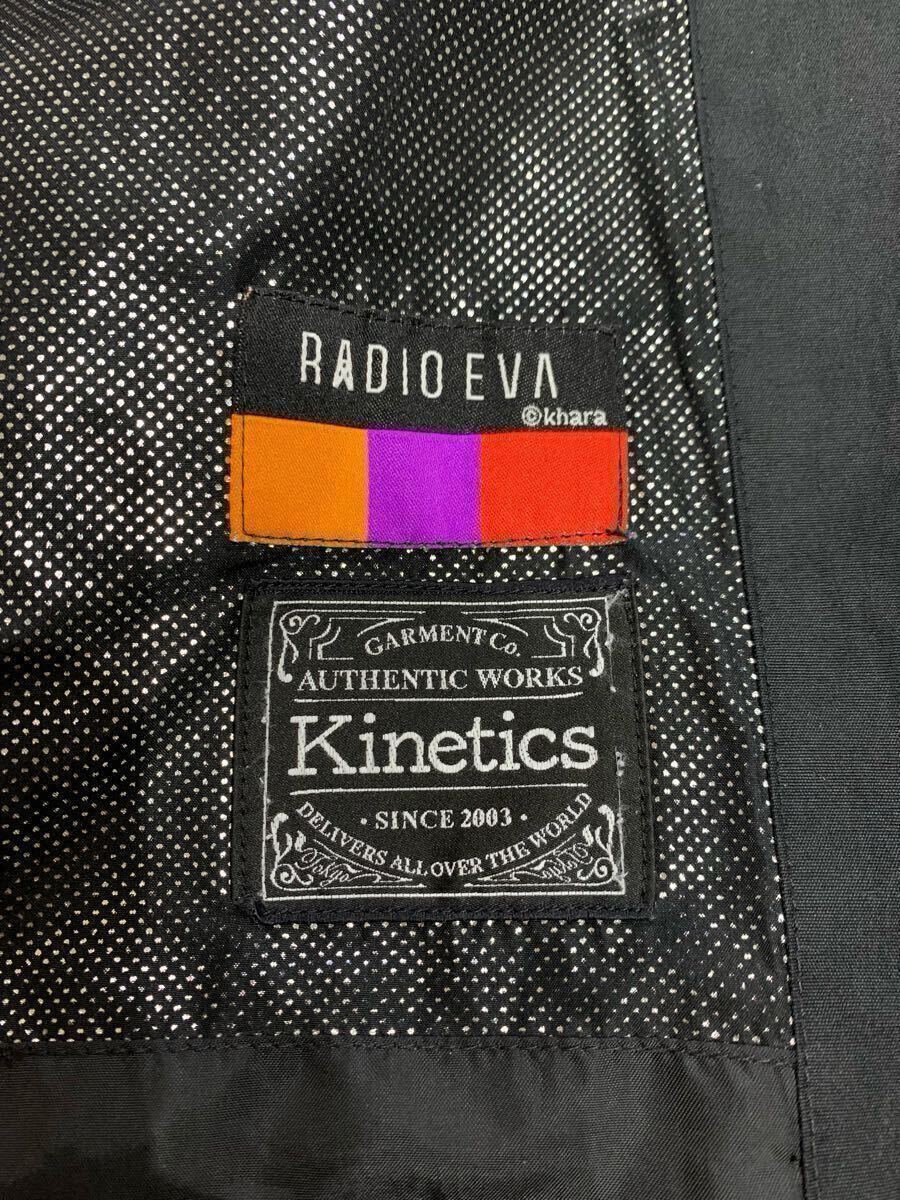 RADIO EVA
©khara
GARMENT Co.
AUTHENTIC WORKS
Kinetics
· SINCE 2003 ·
DELIVERS ALL OVER THE WORLD
Tokyo